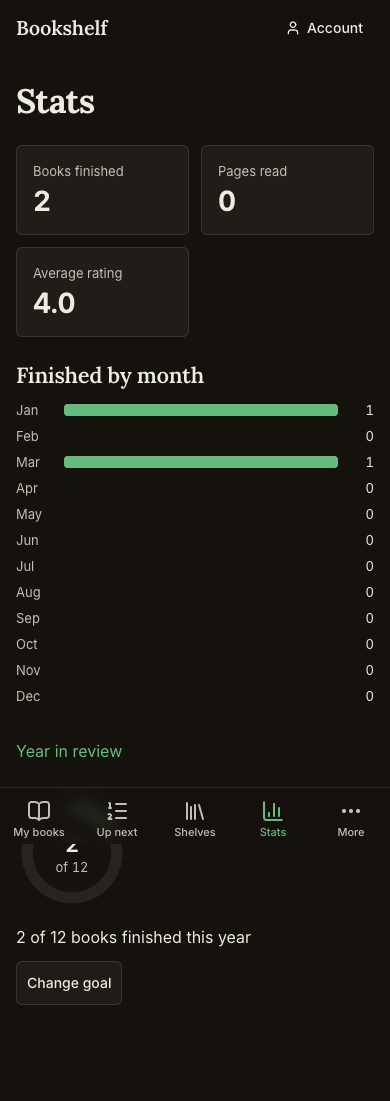 Bookshelf
Account
Stats
Books finished
2
Pages read
0
Average rating
4.0
Finished by month
Jan 1
Feb 0
Mar 1
Apr 0
May 0
Jun 0
Jul 0
Aug 0
Sep 0
Oct 0
Nov 0
Dec 0
Year in review
My books
Up next
Shelves
Stats
More
2
of 12
2 of 12 books finished this year
Change goal